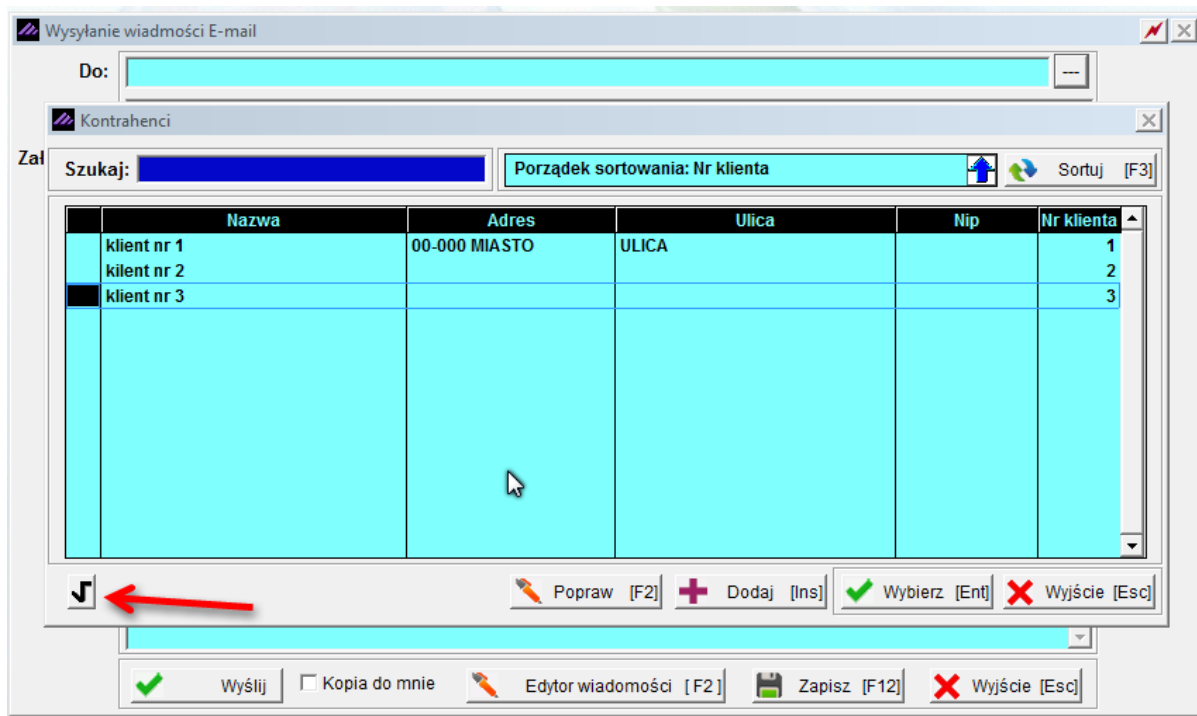 Wysyłanie wiadmości E-mail
Do: ---
Kontrahenci
Zał
Szukaj: Porządek sortowania: Nr klienta Sortuj [F3]
Nazwa Adres Ulica Nip Nr klienta
klient nr 1 00-000 MIASTO ULICA 1
kilent nr 2 2
klient nr 3 3
Popraw [F2] Dodaj [Ins] Wybierz [Ent] Wyjście [Esc]
Wyślij Kopia do mnie Edytor wiadomości [ F2 ] Zapisz [F12] Wyjście [Esc]